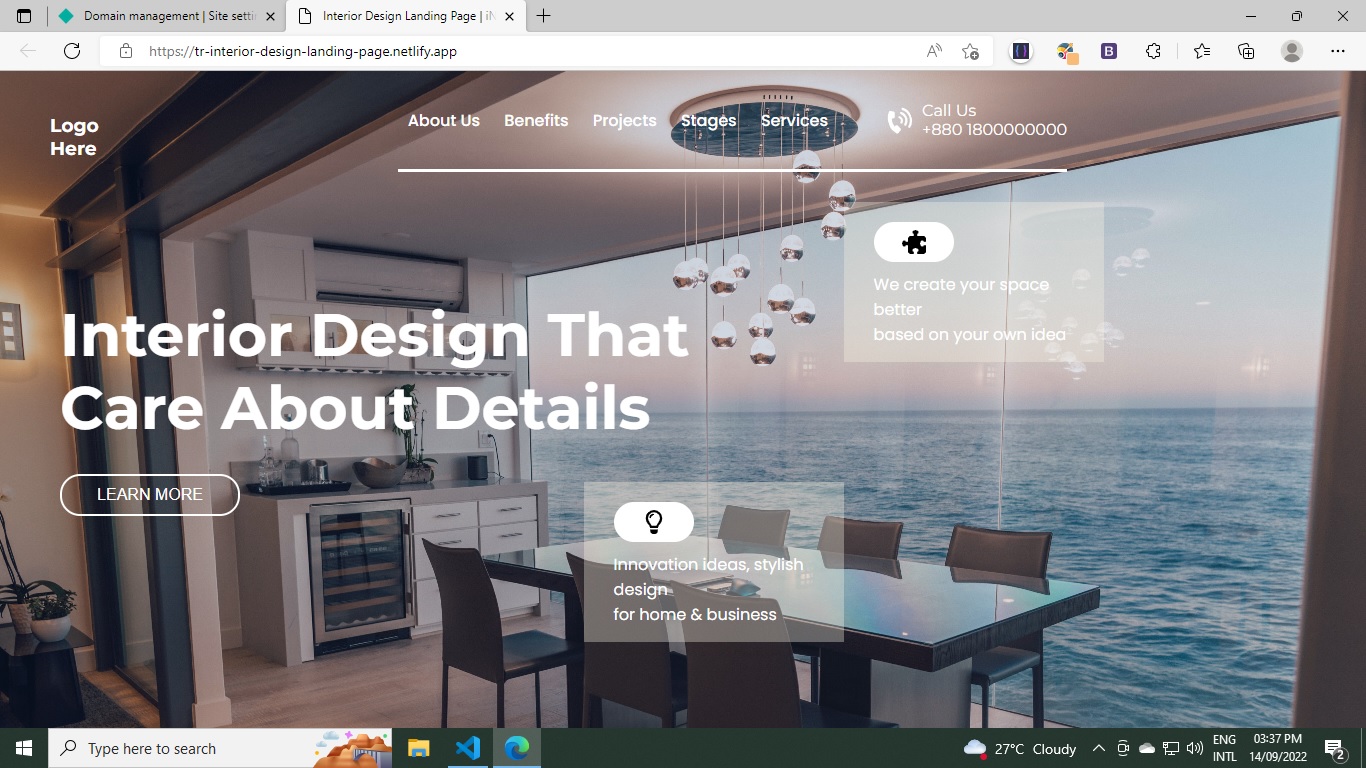 Domain management | Site setti
Interior Design Landing Page | iN
https://tr-interior-design-landing-page.netlify.app
Logo
Here
About Us Benefits Projects Stages Services
Call Us
+880 1800000000
We create your space
better
based on your own idea
Interior Design That
Care About Details
LEARN MORE
Innovation ideas, stylish
design
for home & business
Type here to search
27°C Cloudy
ENG
INTL
03:37 PM
14/09/2022
2